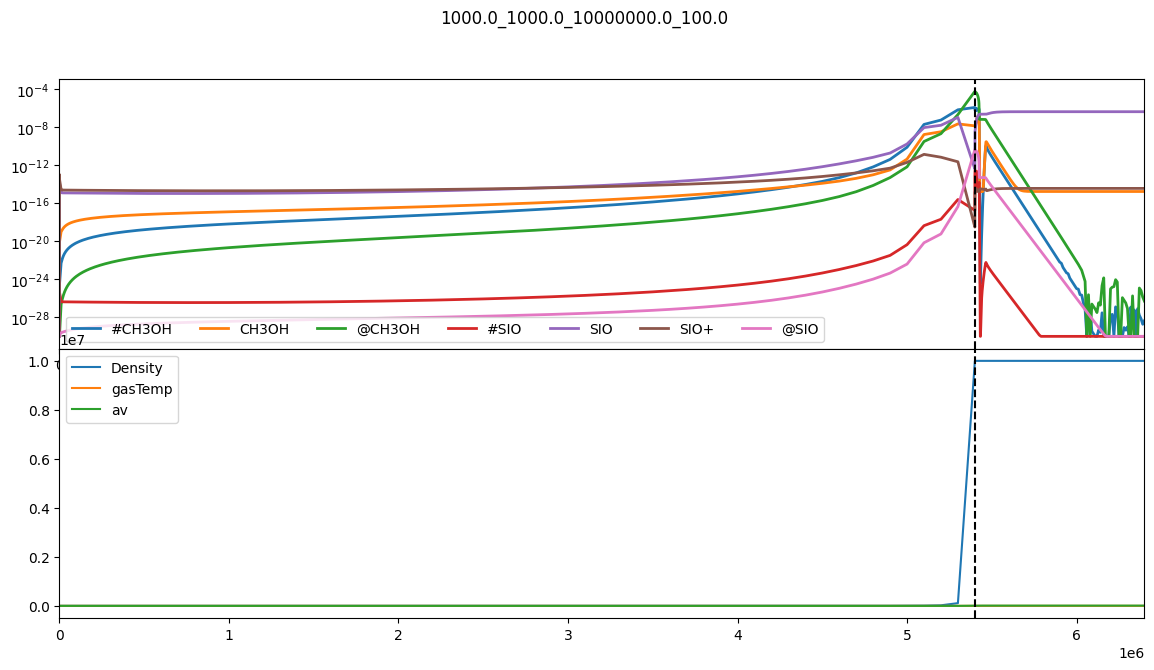 1000.0_1000.0_10000000.0_100.0
10⁻⁴
10⁻⁸
10⁻¹²
10⁻¹⁶
10⁻²⁰
10⁻²⁴
10⁻²⁸
#CH3OH CH3OH @CH3OH #SIO SIO SIO+ @SIO
1e7
0
1.0
0.8
0.6
0.4
0.2
0.0
Density
gasTemp
av
0 1 2 3 4 5 6
1e6